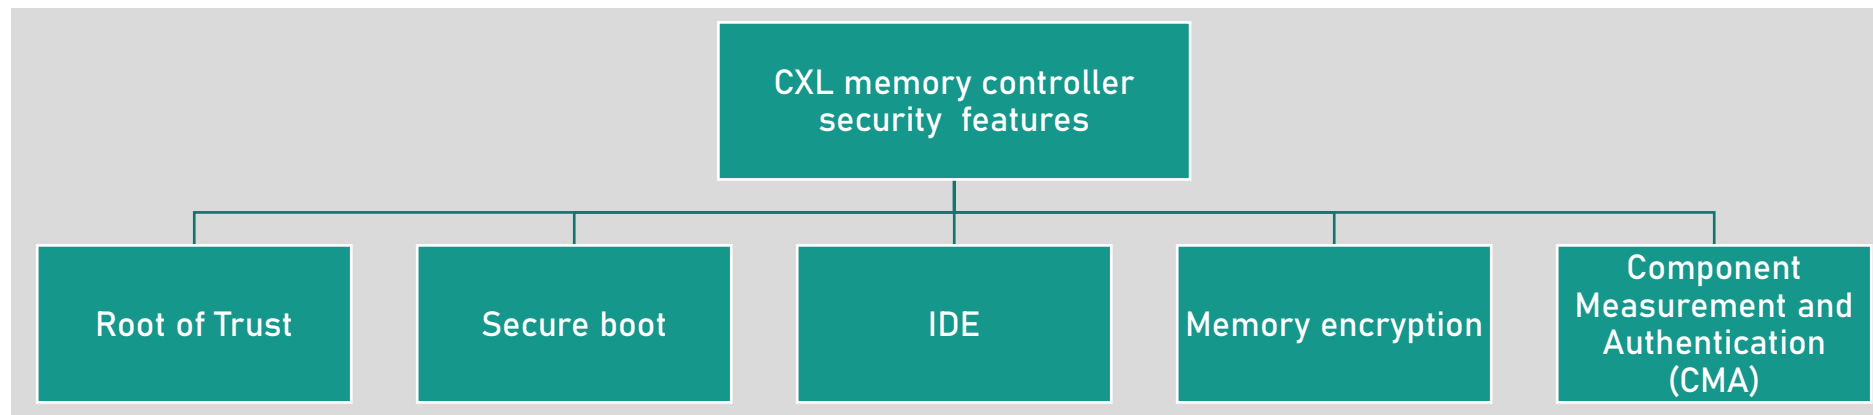 CXL memory controller
security  features
Root of Trust
Secure boot
IDE
Memory encryption
Component
Measurement and
Authentication
(CMA)